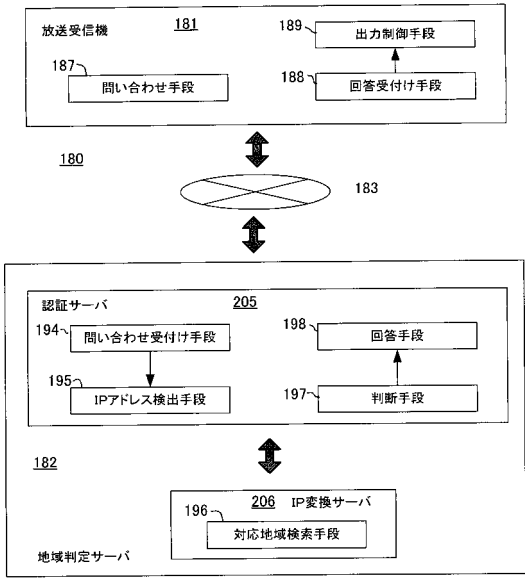 放送受信機
181
189
出力制御手段
187
問い合わせ手段
188
回答受付け手段
180
183
認証サーバ
205
194
問い合わせ受付け手段
198
回答手段
195
IPアドレス検出手段
197
判断手段
182
206
IP変換サーバ
196
対応地域検索手段
地域判定サーバ